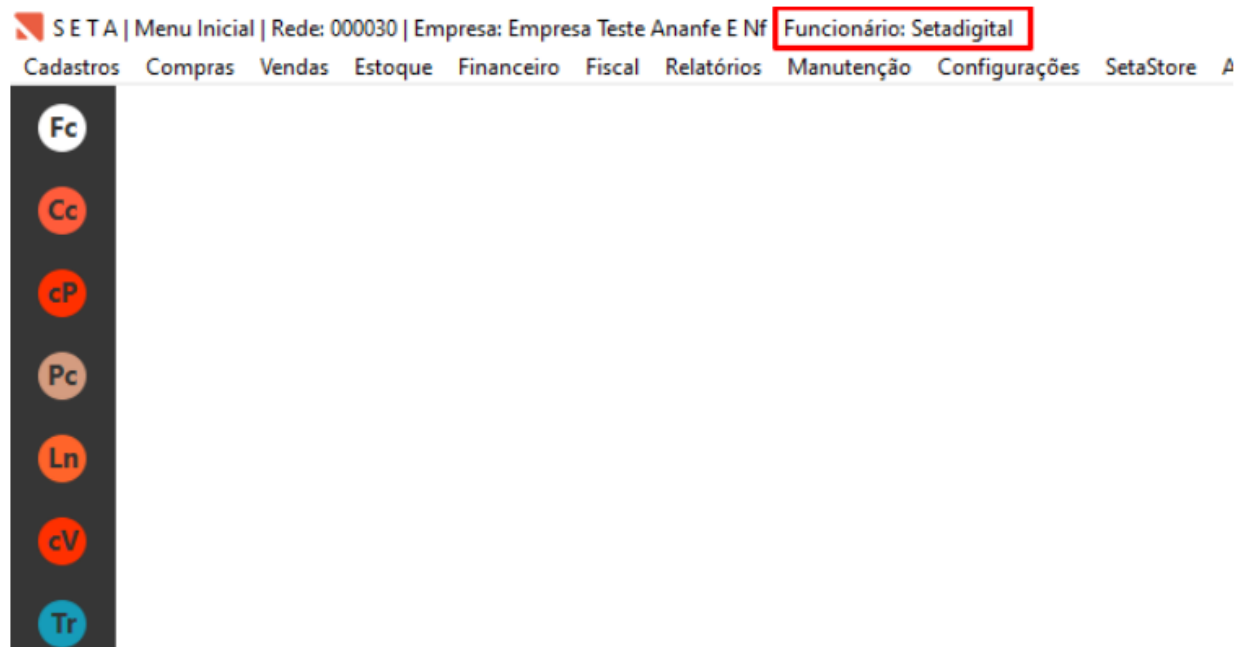 S E T A | Menu Inicial | Rede: 000030 | Empresa: Empresa Teste Ananfe E Nf Funcionário: Setadigital
Cadastros Compras Vendas Estoque Financeiro Fiscal Relatórios Manutenção Configurações SetaStore A
Fc
Cc
cP
Pc
Ln
cV
Tr